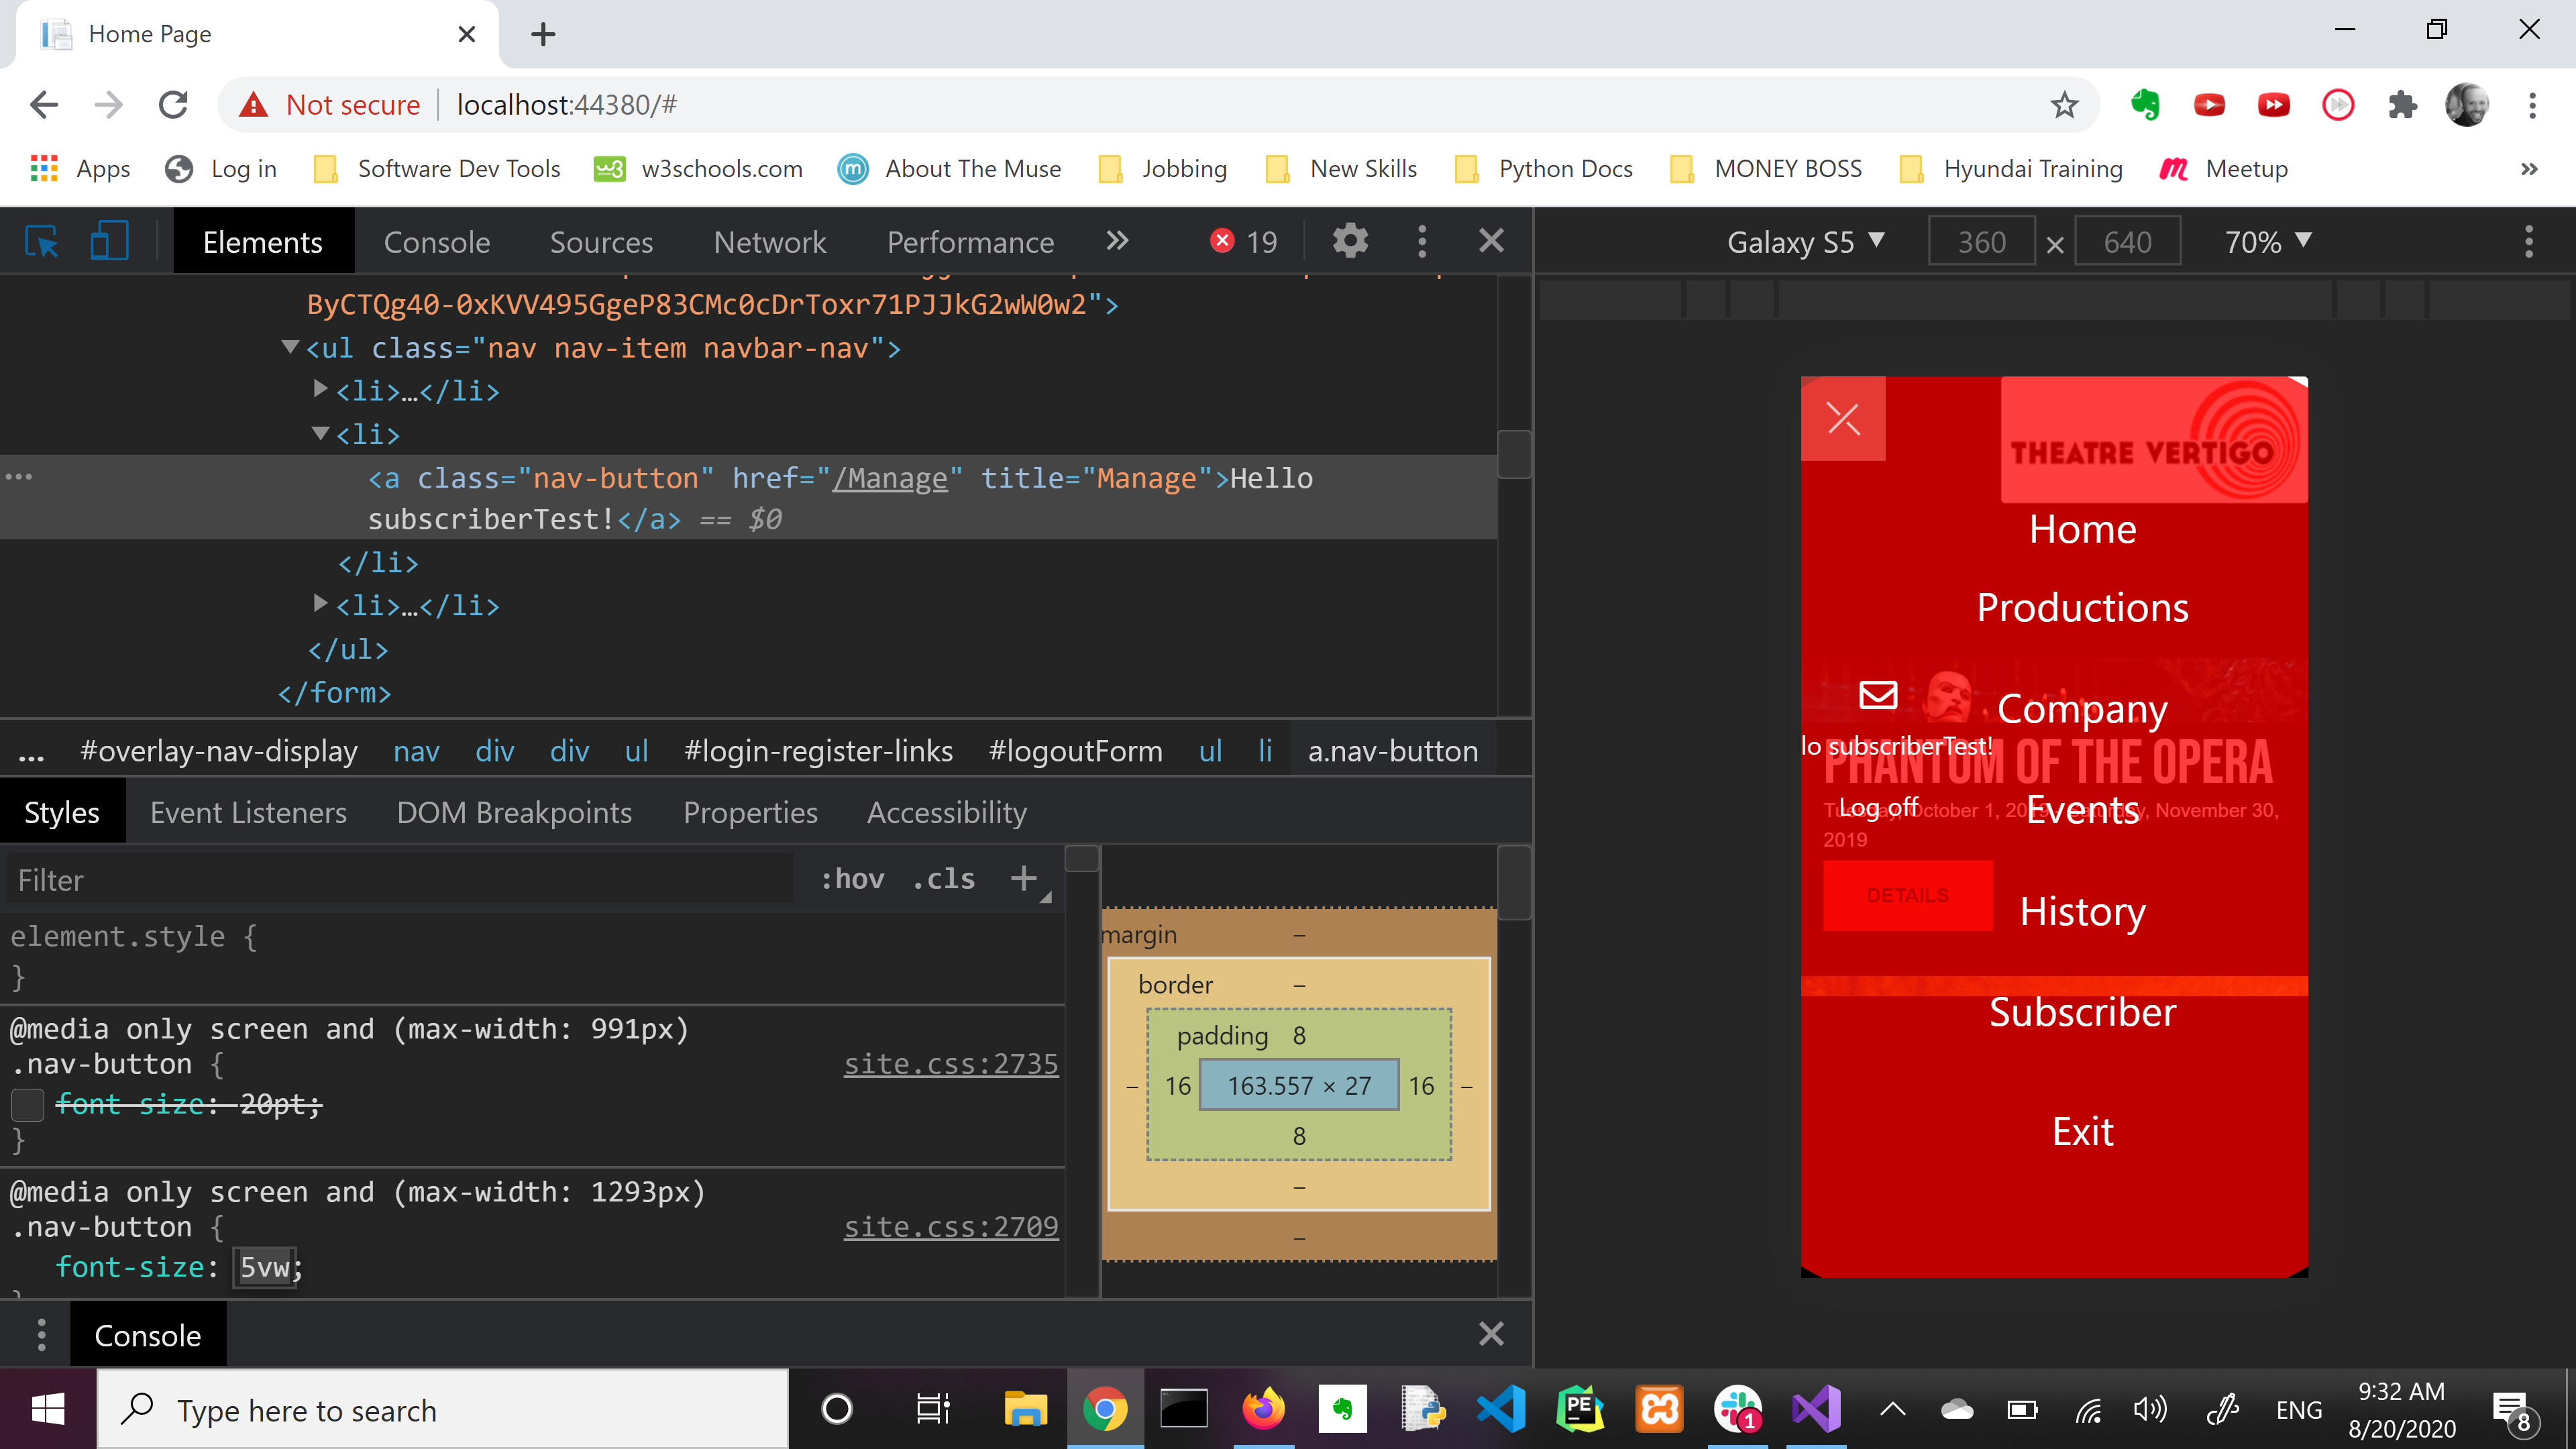 Home Page
Not secure
localhost:44380/#
Apps
Log in
Software Dev Tools
w3schools.com
About The Muse
Jobbing
New Skills
Python Docs
MONEY BOSS
Hyundai Training
Meetup
Elements
Console
Sources
Network
Performance
19
ByCTQg40-0xKVV495GgeP83CMc0cDrToxr71PJJkG2wW0w2">
<ul class="nav nav-item navbar-nav">
<li>…</li>
<li>
<a class="nav-button" href="/Manage" title="Manage">Hello
subscriberTest!</a> == $0
</li>
<li>…</li>
</ul>
</form>
... #overlay-nav-display nav div div ul #login-register-links #logoutForm ul li a.nav-button
Styles
Event Listeners
DOM Breakpoints
Properties
Accessibility
Filter
:hov .cls
element.style {
}
@media only screen and (max-width: 991px)
.nav-button {
site.css:2735
font-size: 20pt;
}
@media only screen and (max-width: 1293px)
.nav-button {
site.css:2709
font-size: 5vw;
margin
–
border
–
padding 8
– 16 163.557 × 27 16 –
8
–
–
Console
Galaxy S5
360 × 640
70%
THEATRE VERTIGO
Home
Productions
Company
lo subscriberTest!
PHANTOM OF THE OPERA
Log off
Events
Tuesday, October 1, 2019 - Saturday, November 30,
2019
DETAILS
History
Subscriber
Exit
Type here to search
PE
1
ENG
9:32 AM
8/20/2020
8